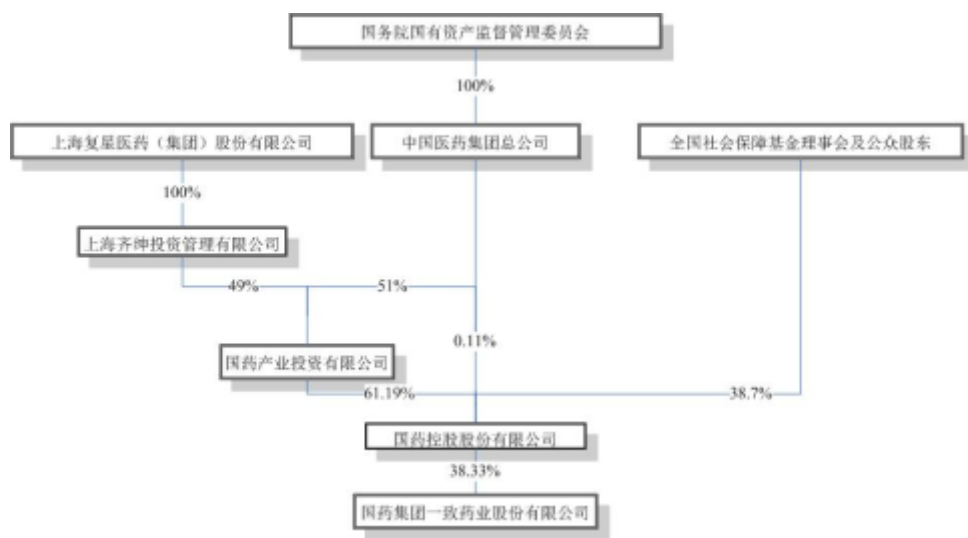 国务院国有资产监督管理委员会
100%
上海复星医药（集团）股份有限公司
中国医药集团总公司
全国社会保障基金理事会及公众股东
100%
上海齐绅投资管理有限公司
49%
51%
0.11%
国药产业投资有限公司
61.19%
38.7%
国药控股股份有限公司
38.33%
国药集团一致药业股份有限公司